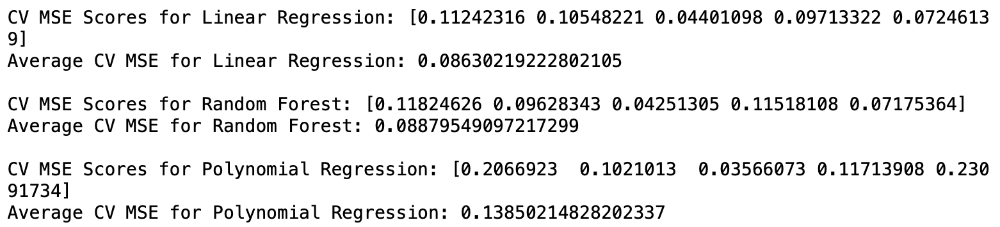 CV MSE Scores for Linear Regression: [0.11242316 0.10548221 0.04401098 0.09713322 0.0724613
9]
Average CV MSE for Linear Regression: 0.08630219222802105
CV MSE Scores for Random Forest: [0.11824626 0.09628343 0.04251305 0.11518108 0.07175364]
Average CV MSE for Random Forest: 0.08879549097217299
CV MSE Scores for Polynomial Regression: [0.2066923  0.1021013  0.03566073 0.11713908 0.230
91734]
Average CV MSE for Polynomial Regression: 0.13850214828202337